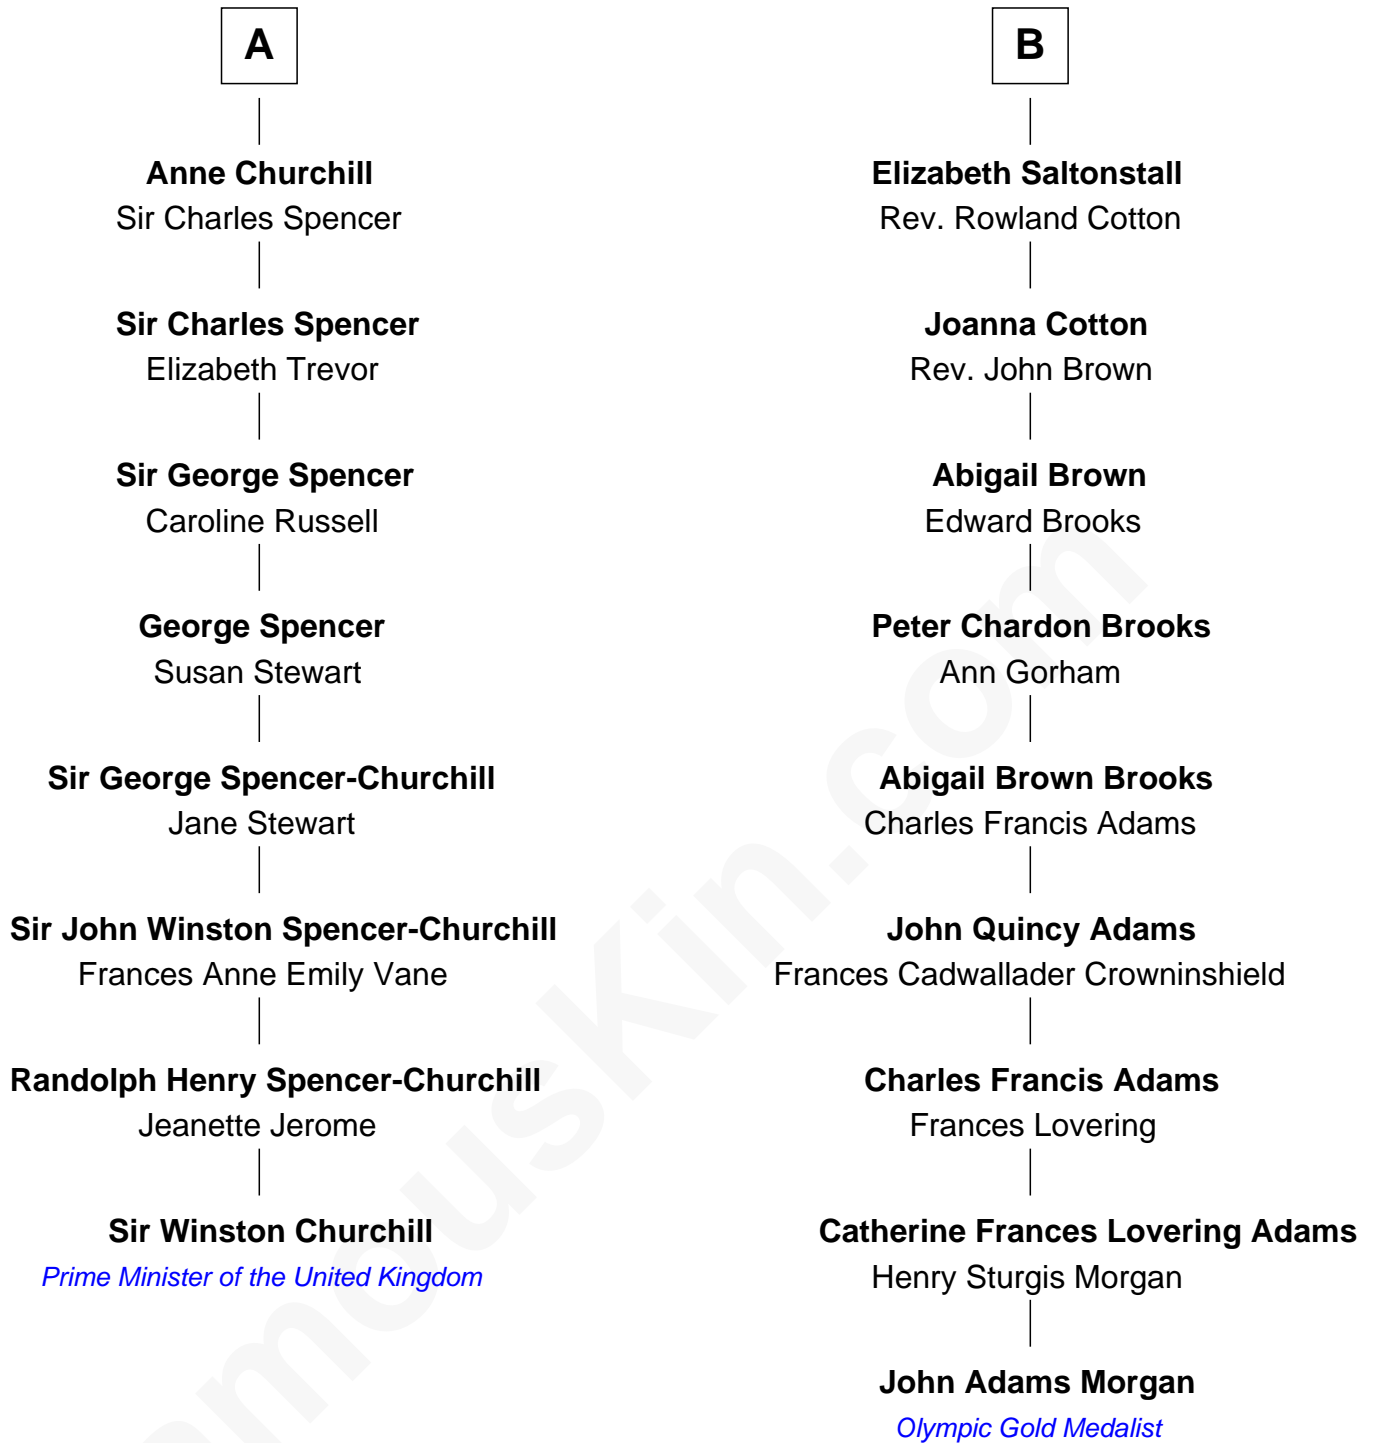 A
Anne Churchill
Sir Charles Spencer
Sir Charles Spencer
Elizabeth Trevor
Sir George Spencer
Caroline Russell
George Spencer
Susan Stewart
Sir George Spencer-Churchill
Jane Stewart
Sir John Winston Spencer-Churchill
Frances Anne Emily Vane
Randolph Henry Spencer-Churchill
Jeanette Jerome
Sir Winston Churchill
Prime Minister of the United Kingdom
B
Elizabeth Saltonstall
Rev. Rowland Cotton
Joanna Cotton
Rev. John Brown
Abigail Brown
Edward Brooks
Peter Chardon Brooks
Ann Gorham
Abigail Brown Brooks
Charles Francis Adams
John Quincy Adams
Frances Cadwallader Crowninshield
Charles Francis Adams
Frances Lovering
Catherine Frances Lovering Adams
Henry Sturgis Morgan
John Adams Morgan
Olympic Gold Medalist
amousKin.com